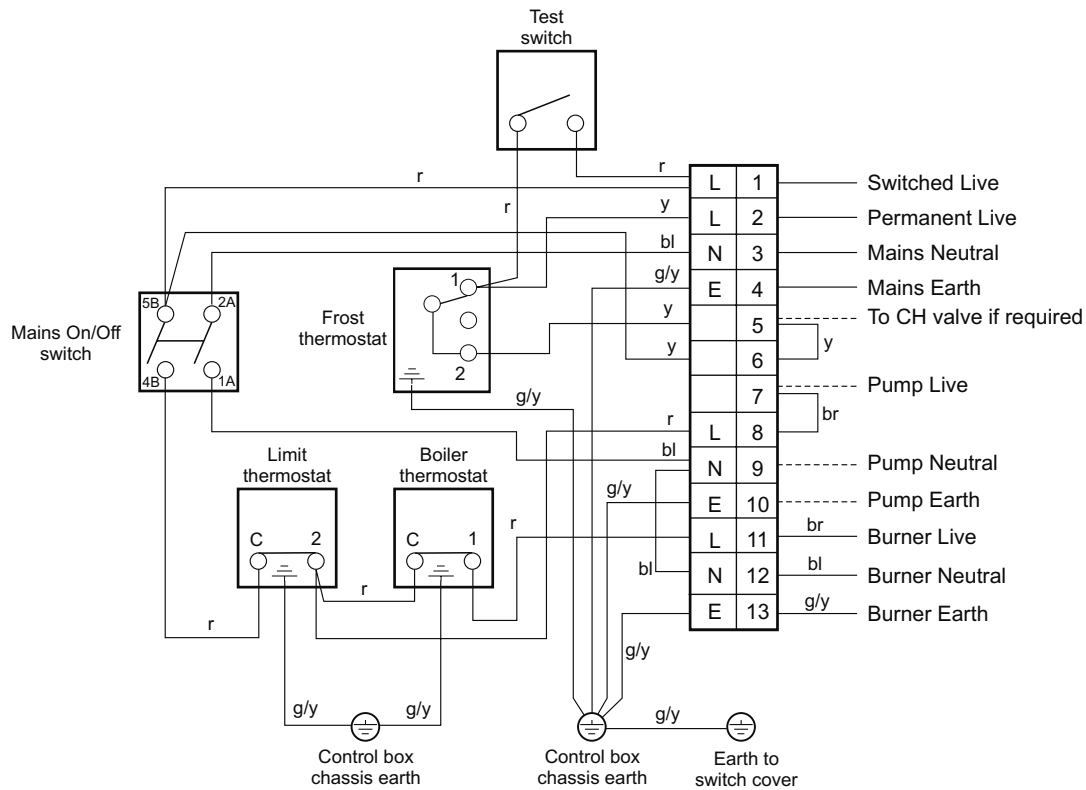 Test
switch
r
r
r
L 1 Switched Live
y
L 2 Permanent Live
bl
N 3 Mains Neutral
g/y
E 4 Mains Earth
y
5 To CH valve if required
y
y
6
7 Pump Live
br
r
L 8
bl
N 9 Pump Neutral
g/y
E 10 Pump Earth
r
L 11 br Burner Live
bl
N 12 bl Burner Neutral
E 13 g/y Burner Earth
g/y
Mains On/Off
switch
5B 2A
4B 1A
Frost
thermostat
1
2
g/y
Limit
thermostat
C 2
Boiler
thermostat
C 1
r
r
g/y
g/y
Control box
chassis earth
Control box
chassis earth
g/y
Earth to
switch cover